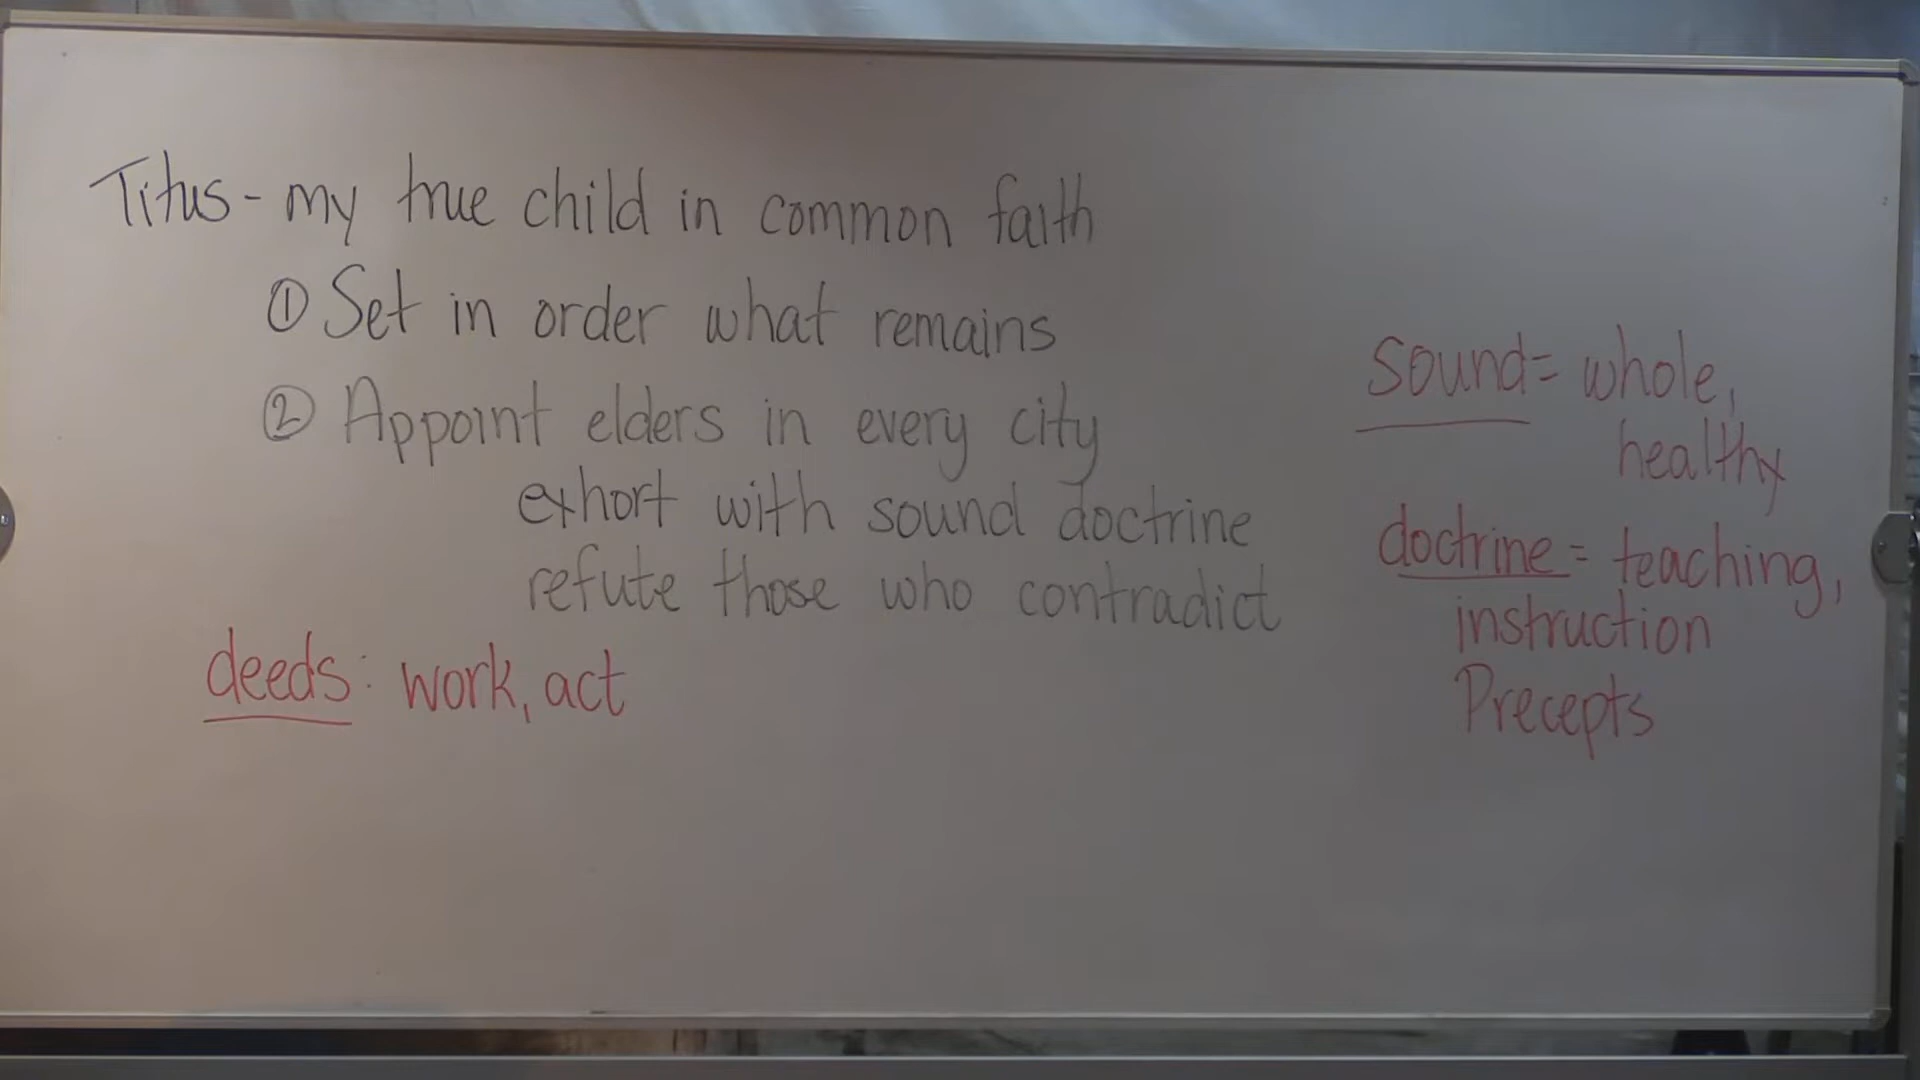 Titus - my true child in common faith
① Set in order what remains
② Appoint elders in every city
exhort with sound doctrine
refute those who contradict
deeds: work, act
sound = whole,
healthy
doctrine = teaching,
instruction
Precepts